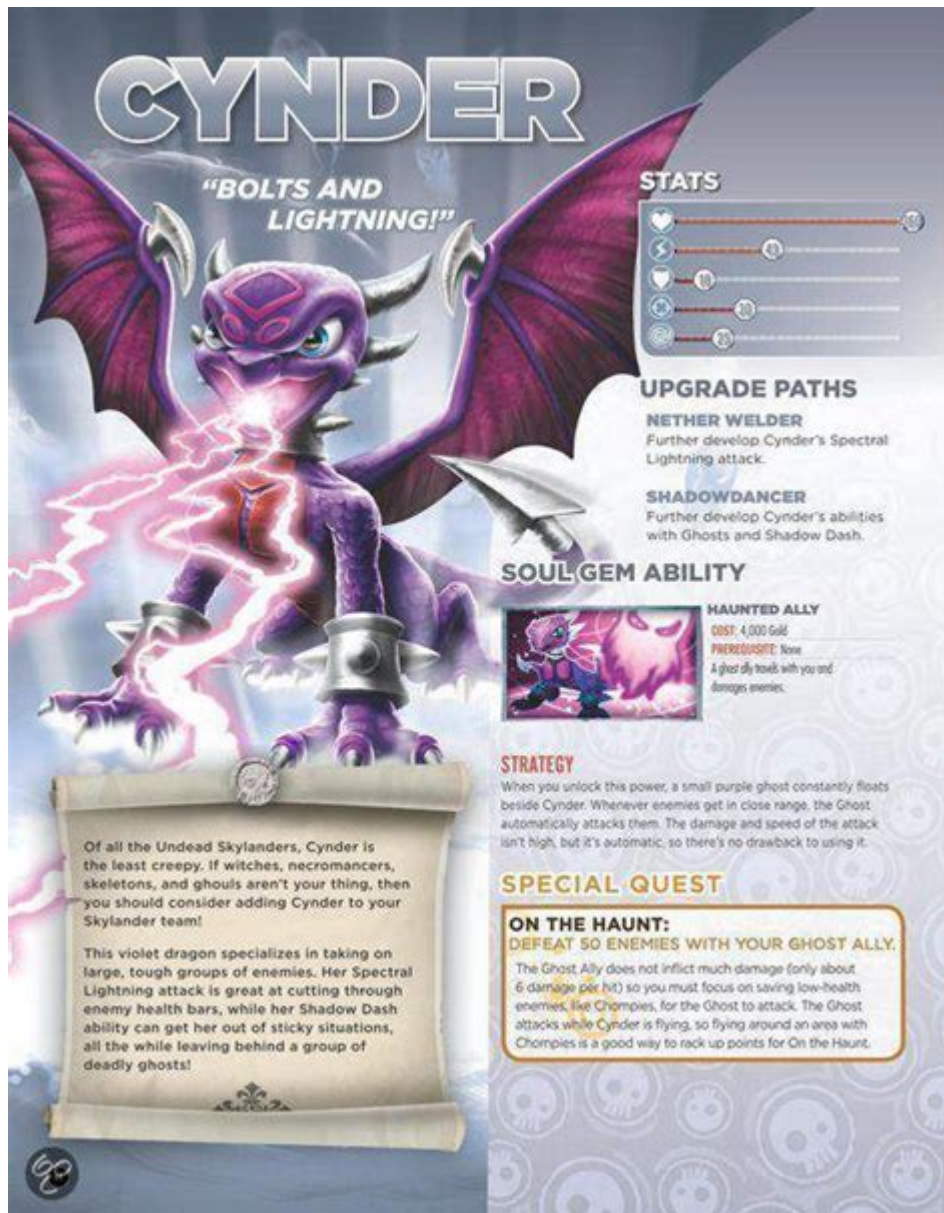 CYNDER
“BOLTS AND
LIGHTNING!”
STATS
UPGRADE PATHS
NETHER WELDER
Further develop Cynder's Spectral
Lightning attack.
SHADOWDANCER
Further develop Cynder's abilities
with Ghosts and Shadow Dash.
SOUL GEM ABILITY
HAUNTED ALLY
COST: 4,000 Gold
PREREQUISITE: None
A ghost ally travels with you and
damages enemies.
STRATEGY
When you unlock this power, a small purple ghost constantly floats
beside Cynder. Whenever enemies get in close range, the Ghost
automatically attacks them. The damage and speed of the attack
isn't high, but it's automatic, so there's no drawback to using it.
SPECIAL QUEST
ON THE HAUNT:
DEFEAT 50 ENEMIES WITH YOUR GHOST ALLY.
The Ghost Ally does not inflict much damage (only about
6 damage per hit) so you must focus on saving low-health
enemies, like Chompies, for the Ghost to attack. The Ghost
attacks while Cynder is flying, so flying around an area with
Chompies is a good way to rack up points for On the Haunt.
Of all the Undead Skylanders, Cynder is
the least creepy. If witches, necromancers,
skeletons, and ghouls aren't your thing, then
you should consider adding Cynder to your
Skylander team!
This violet dragon specializes in taking on
large, tough groups of enemies. Her Spectral
Lightning attack is great at cutting through
enemy health bars, while her Shadow Dash
ability can get her out of sticky situations,
all the while leaving behind a group of
deadly ghosts!